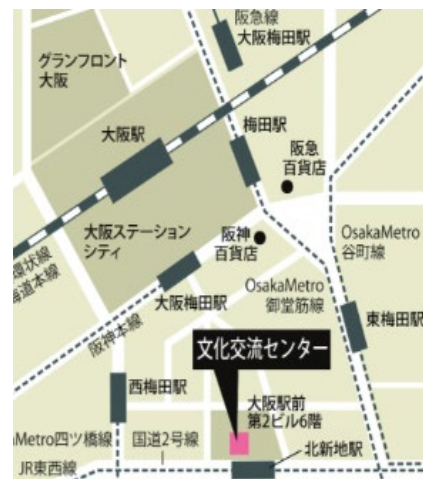 阪急線
大阪梅田駅
グランフロント
大阪
大阪駅
梅田駅
阪急
百貨店
大阪ステーション
シティ
阪神
百貨店
OsakaMetro
谷町線
環状線
海道本線
大阪梅田駅
OsakaMetro
御堂筋線
阪神本線
東梅田駅
文化交流センター
西梅田駅
大阪駅前
第2ビル6階
Metro四ツ橋線
国道2号線
北新地駅
JR東西線